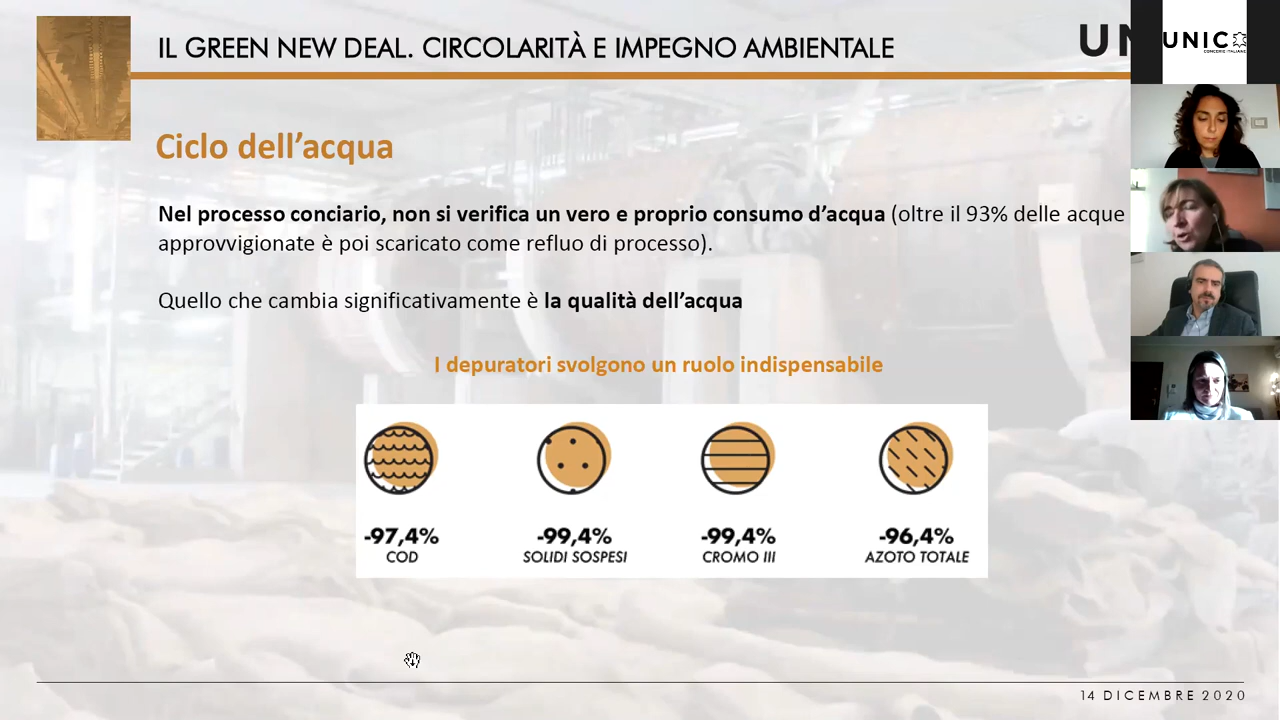 IL GREEN NEW DEAL. CIRCOLARITÀ E IMPEGNO AMBIENTALE
UNIC
CONCERIE ITALIANE
Ciclo dell’acqua
Nel processo conciario, non si verifica un vero e proprio consumo d’acqua (oltre il 93% delle acque
approvvigionate è poi scaricato come refluo di processo).
Quello che cambia significativamente è la qualità dell’acqua
I depuratori svolgono un ruolo indispensabile
-97,4% -99,4% -99,4% -96,4%
COD SOLIDI SOSPESI CROMO III AZOTO TOTALE
14 DICEMBRE 2020